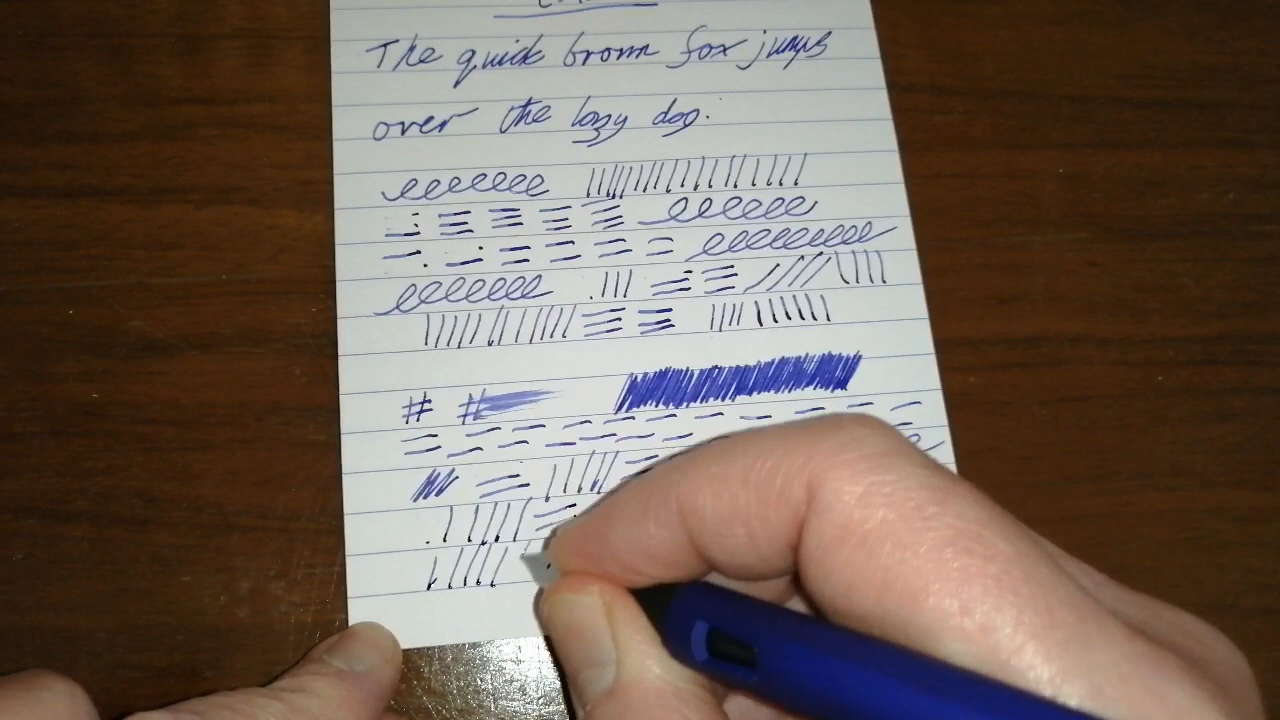 The quick brown fox jumps
over the lazy dog.
# #